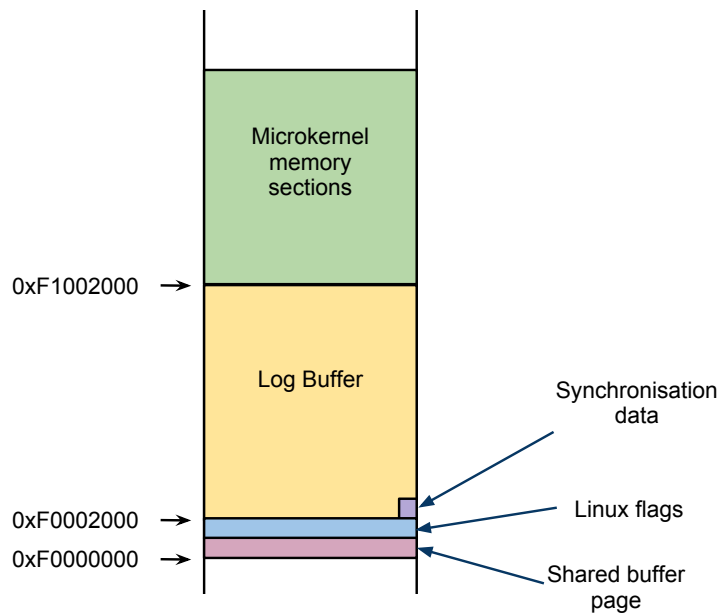 Microkernel
memory
sections
0xF1002000
Log Buffer
Synchronisation
data
Linux flags
0xF0002000
0xF0000000
Shared buffer
page